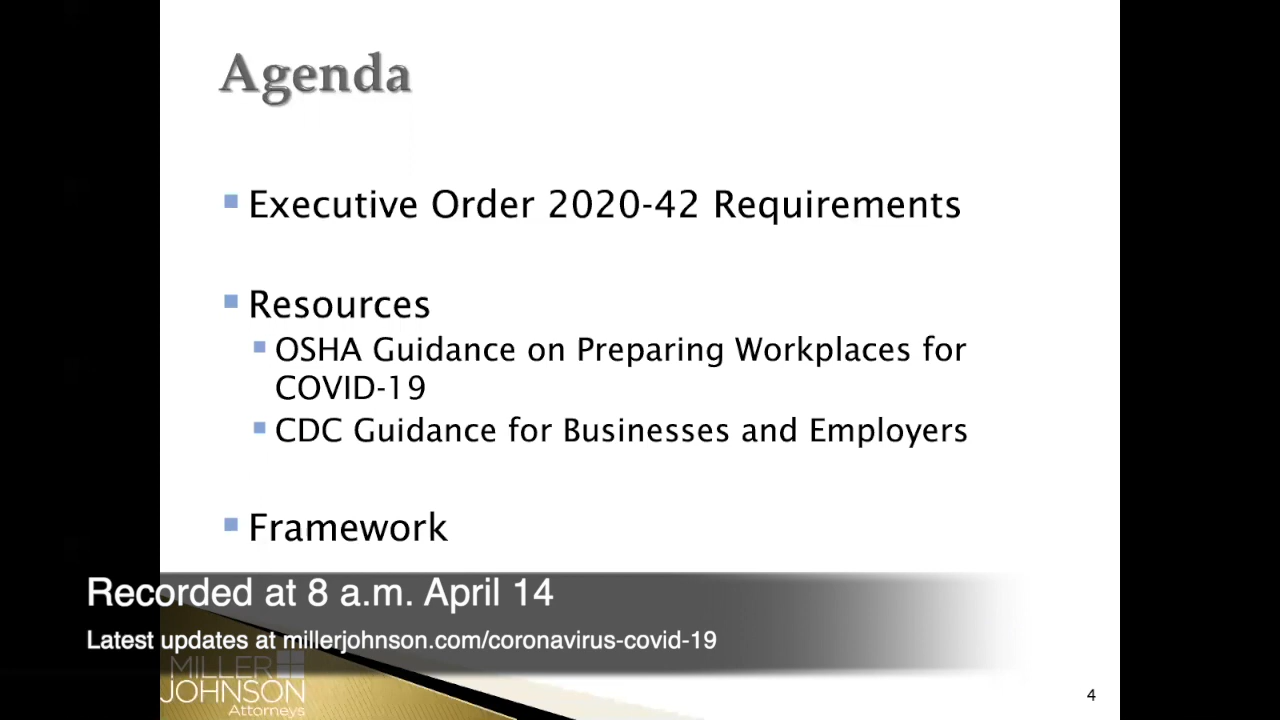 Agenda
Executive Order 2020-42 Requirements
Resources
OSHA Guidance on Preparing Workplaces for
COVID-19
CDC Guidance for Businesses and Employers
Framework
Recorded at 8 a.m. April 14
Latest updates at millerjohnson.com/coronavirus-covid-19
MILLER
JOHNSON
Attorneys
4